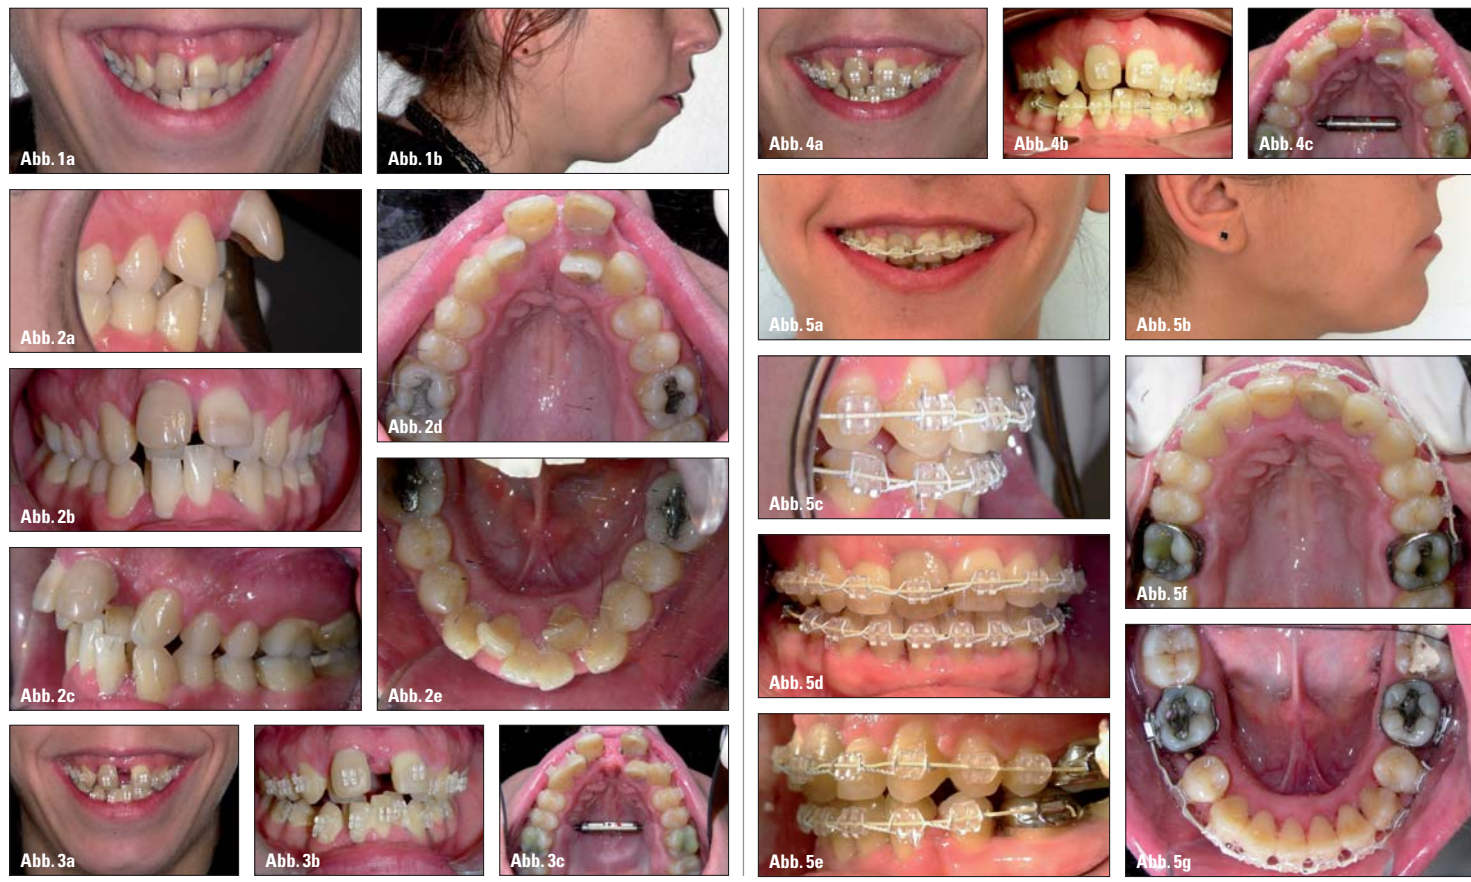 Abb. 1a
Abb. 1b
Abb. 2a
Abb. 2d
Abb. 2b
Abb. 2c
Abb. 2e
Abb. 3a
Abb. 3b
Abb. 3c
Abb. 4a
Abb. 4b
Abb. 4c
Abb. 5a
Abb. 5b
Abb. 5c
Abb. 5f
Abb. 5d
Abb. 5e
Abb. 5g